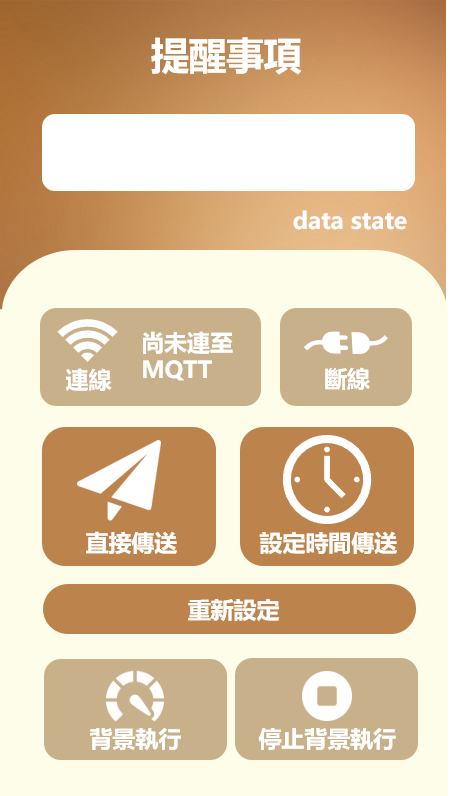 提醒事項
data state
連線
尚未連至
MQTT
斷線
直接傳送
設定時間傳送
重新設定
背景執行
停止背景執行